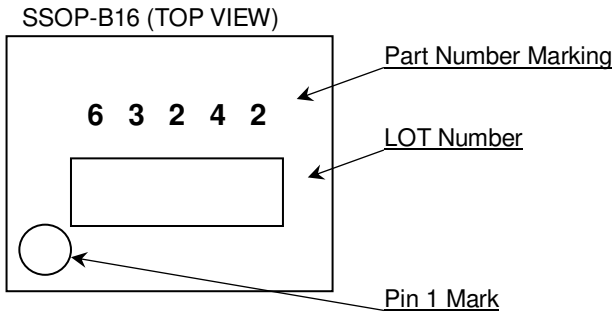 SSOP-B16 (TOP VIEW)
Part Number Marking
6 3 2 4 2
LOT Number
Pin 1 Mark